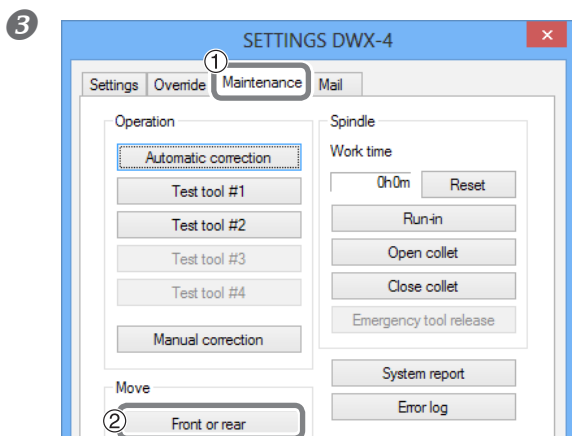 3
SETTINGS DWX-4
1
Settings Override Maintenance Mail
Operation
Automatic correction
Test tool #1
Test tool #2
Test tool #3
Test tool #4
Manual correction
Move
2
Front or rear
Spindle
Work time
0h0m Reset
Run-in
Open collet
Close collet
Emergency tool release
System report
Error log